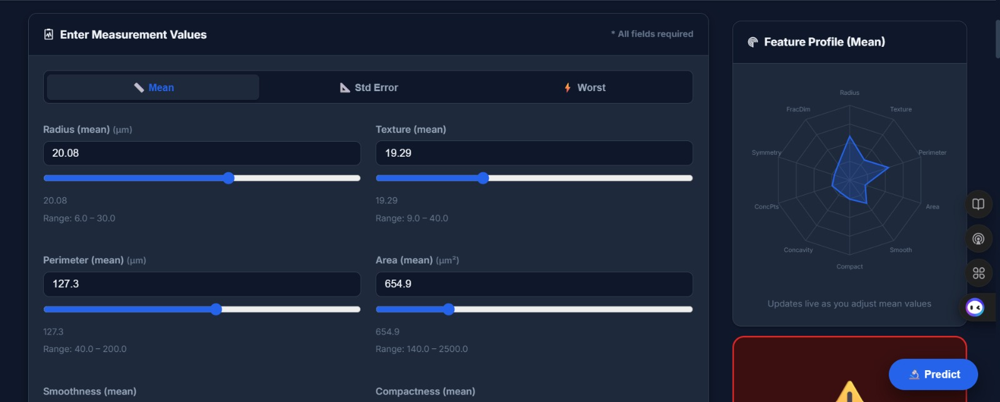 Enter Measurement Values
* All fields required
Mean
Std Error
Worst
Radius (mean) (μm)
20.08
20.08
Range: 6.0 – 30.0
Texture (mean)
19.29
19.29
Range: 9.0 – 40.0
Perimeter (mean) (μm)
127.3
127.3
Range: 40.0 – 200.0
Area (mean) (μm²)
654.9
654.9
Range: 140.0 – 2500.0
Smoothness (mean)
Compactness (mean)
Feature Profile (Mean)
Radius
Texture
Perimeter
Area
Smooth
Compact
Concavity
ConcPts
Symmetry
FracDim
Updates live as you adjust mean values
Predict